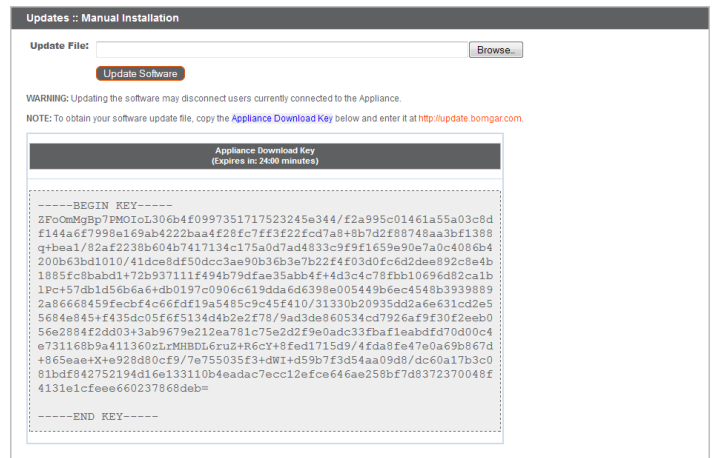 Updates :: Manual Installation
Update File:
Browse..
Update Software
WARNING: Updating the software may disconnect users currently connected to the Appliance.
NOTE: To obtain your software update file, copy the Appliance Download Key below and enter it at http://update.bomgar.com.
Appliance Download Key
(Expires in: 24:00 minutes)
-----BEGIN KEY-----
ZFoOmMgBp7PMOIoL306b4f0997351717523245e344/f2a995c01461a55a03c8d
f144a6f7998e169ab4222baa4f28fc7ff3f22fcd7a8+8b7d2f88748aa3bf1388
q+bea1/82af2238b604b7417134c175a0d7ad4833c9f9f1659e90e7a0c4086b4
200b63bd1010/41dce8df50dcc3ae90b36b3e7b22f4f03d0fc6d2dee892c8e4b
1885fc8babd1+72b937111f494b79dfae35abb4f+4d3c4c78fbb10696d82ca1b
lPc+57db1d56b6a6+db0197c0906c619dda6d6398e005449b6ec4548b3939889
2a86668459fecbf4c66fdf19a5485c9c45f410/31330b20935dd2a6e631cd2e5
5684e845+f435dc05f6f5134d4b2e2f78/9ad3de860534cd7926af9f30f2eeb0
56e2884f2dd03+3ab9679e212ea781c75e2d2f9e0adc33fbaf1eabdfd70d00c4
e731168b9a411360zLrMHBDL6ruZ+R6cY+8fed1715d9/4fda8fe47e0a69b867d
+865eae+X+e928d80cf9/7e755035f3+dWI+d59b7f3d54aa09d8/dc60a17b3c0
81bdf842752194d16e133110b4eadac7ecc12efce646ae258bf7d8372370048f
4131e1cfeee660237868deb=
-----END KEY-----